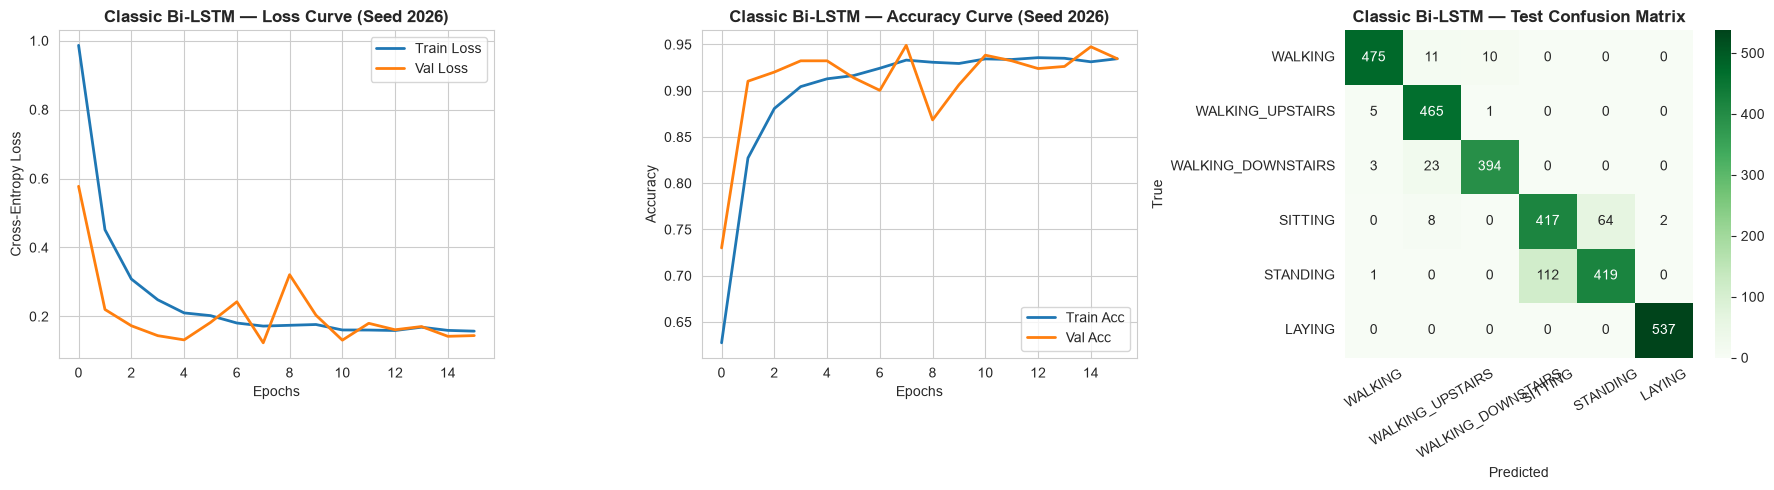 Classic Bi-LSTM — Loss Curve (Seed 2026)
Cross-Entropy Loss
1.0
0.8
0.6
0.4
0.2
Train Loss
Val Loss
0 2 4 6 8 10 12 14
Epochs
Classic Bi-LSTM — Accuracy Curve (Seed 2026)
Accuracy
0.95
0.90
0.85
0.80
0.75
0.70
0.65
Train Acc
Val Acc
0 2 4 6 8 10 12 14
Epochs
Classic Bi-LSTM — Test Confusion Matrix
True
WALKING 475 11 10 0 0 0
WALKING_UPSTAIRS 5 465 1 0 0 0
WALKING_DOWNSTAIRS 3 23 394 0 0 0
SITTING 0 8 0 417 64 2
STANDING 1 0 0 112 419 0
LAYING 0 0 0 0 0 537
WALKING
WALKING_UPSTAIRS
WALKING_DOWNSTAIRS
SITTING
STANDING
LAYING
Predicted
500
400
300
200
100
0